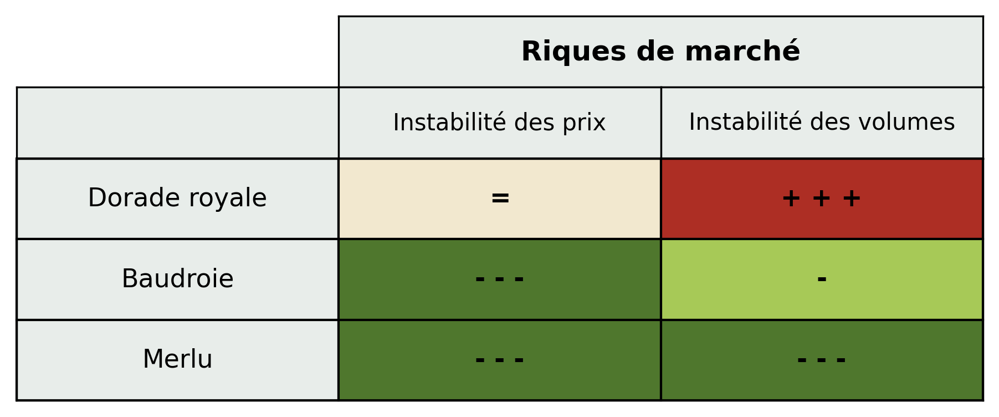 Riques de marché
Instabilité des prix Instabilité des volumes
Dorade royale = + + +
Baudroie - - - -
Merlu - - - - - -